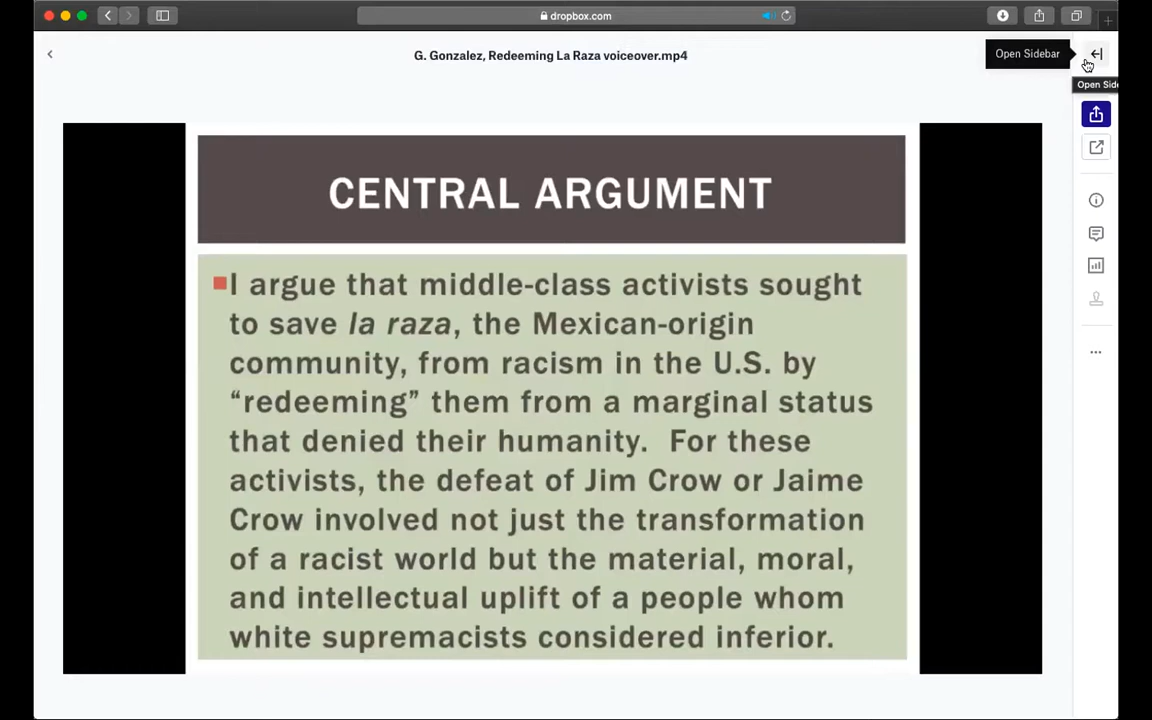 dropbox.com
G. Gonzalez, Redeeming La Raza voiceover.mp4
Open Sidebar
Open Side
CENTRAL ARGUMENT
I argue that middle-class activists sought
to save la raza, the Mexican-origin
community, from racism in the U.S. by
“redeeming” them from a marginal status
that denied their humanity. For these
activists, the defeat of Jim Crow or Jaime
Crow involved not just the transformation
of a racist world but the material, moral,
and intellectual uplift of a people whom
white supremacists considered inferior.